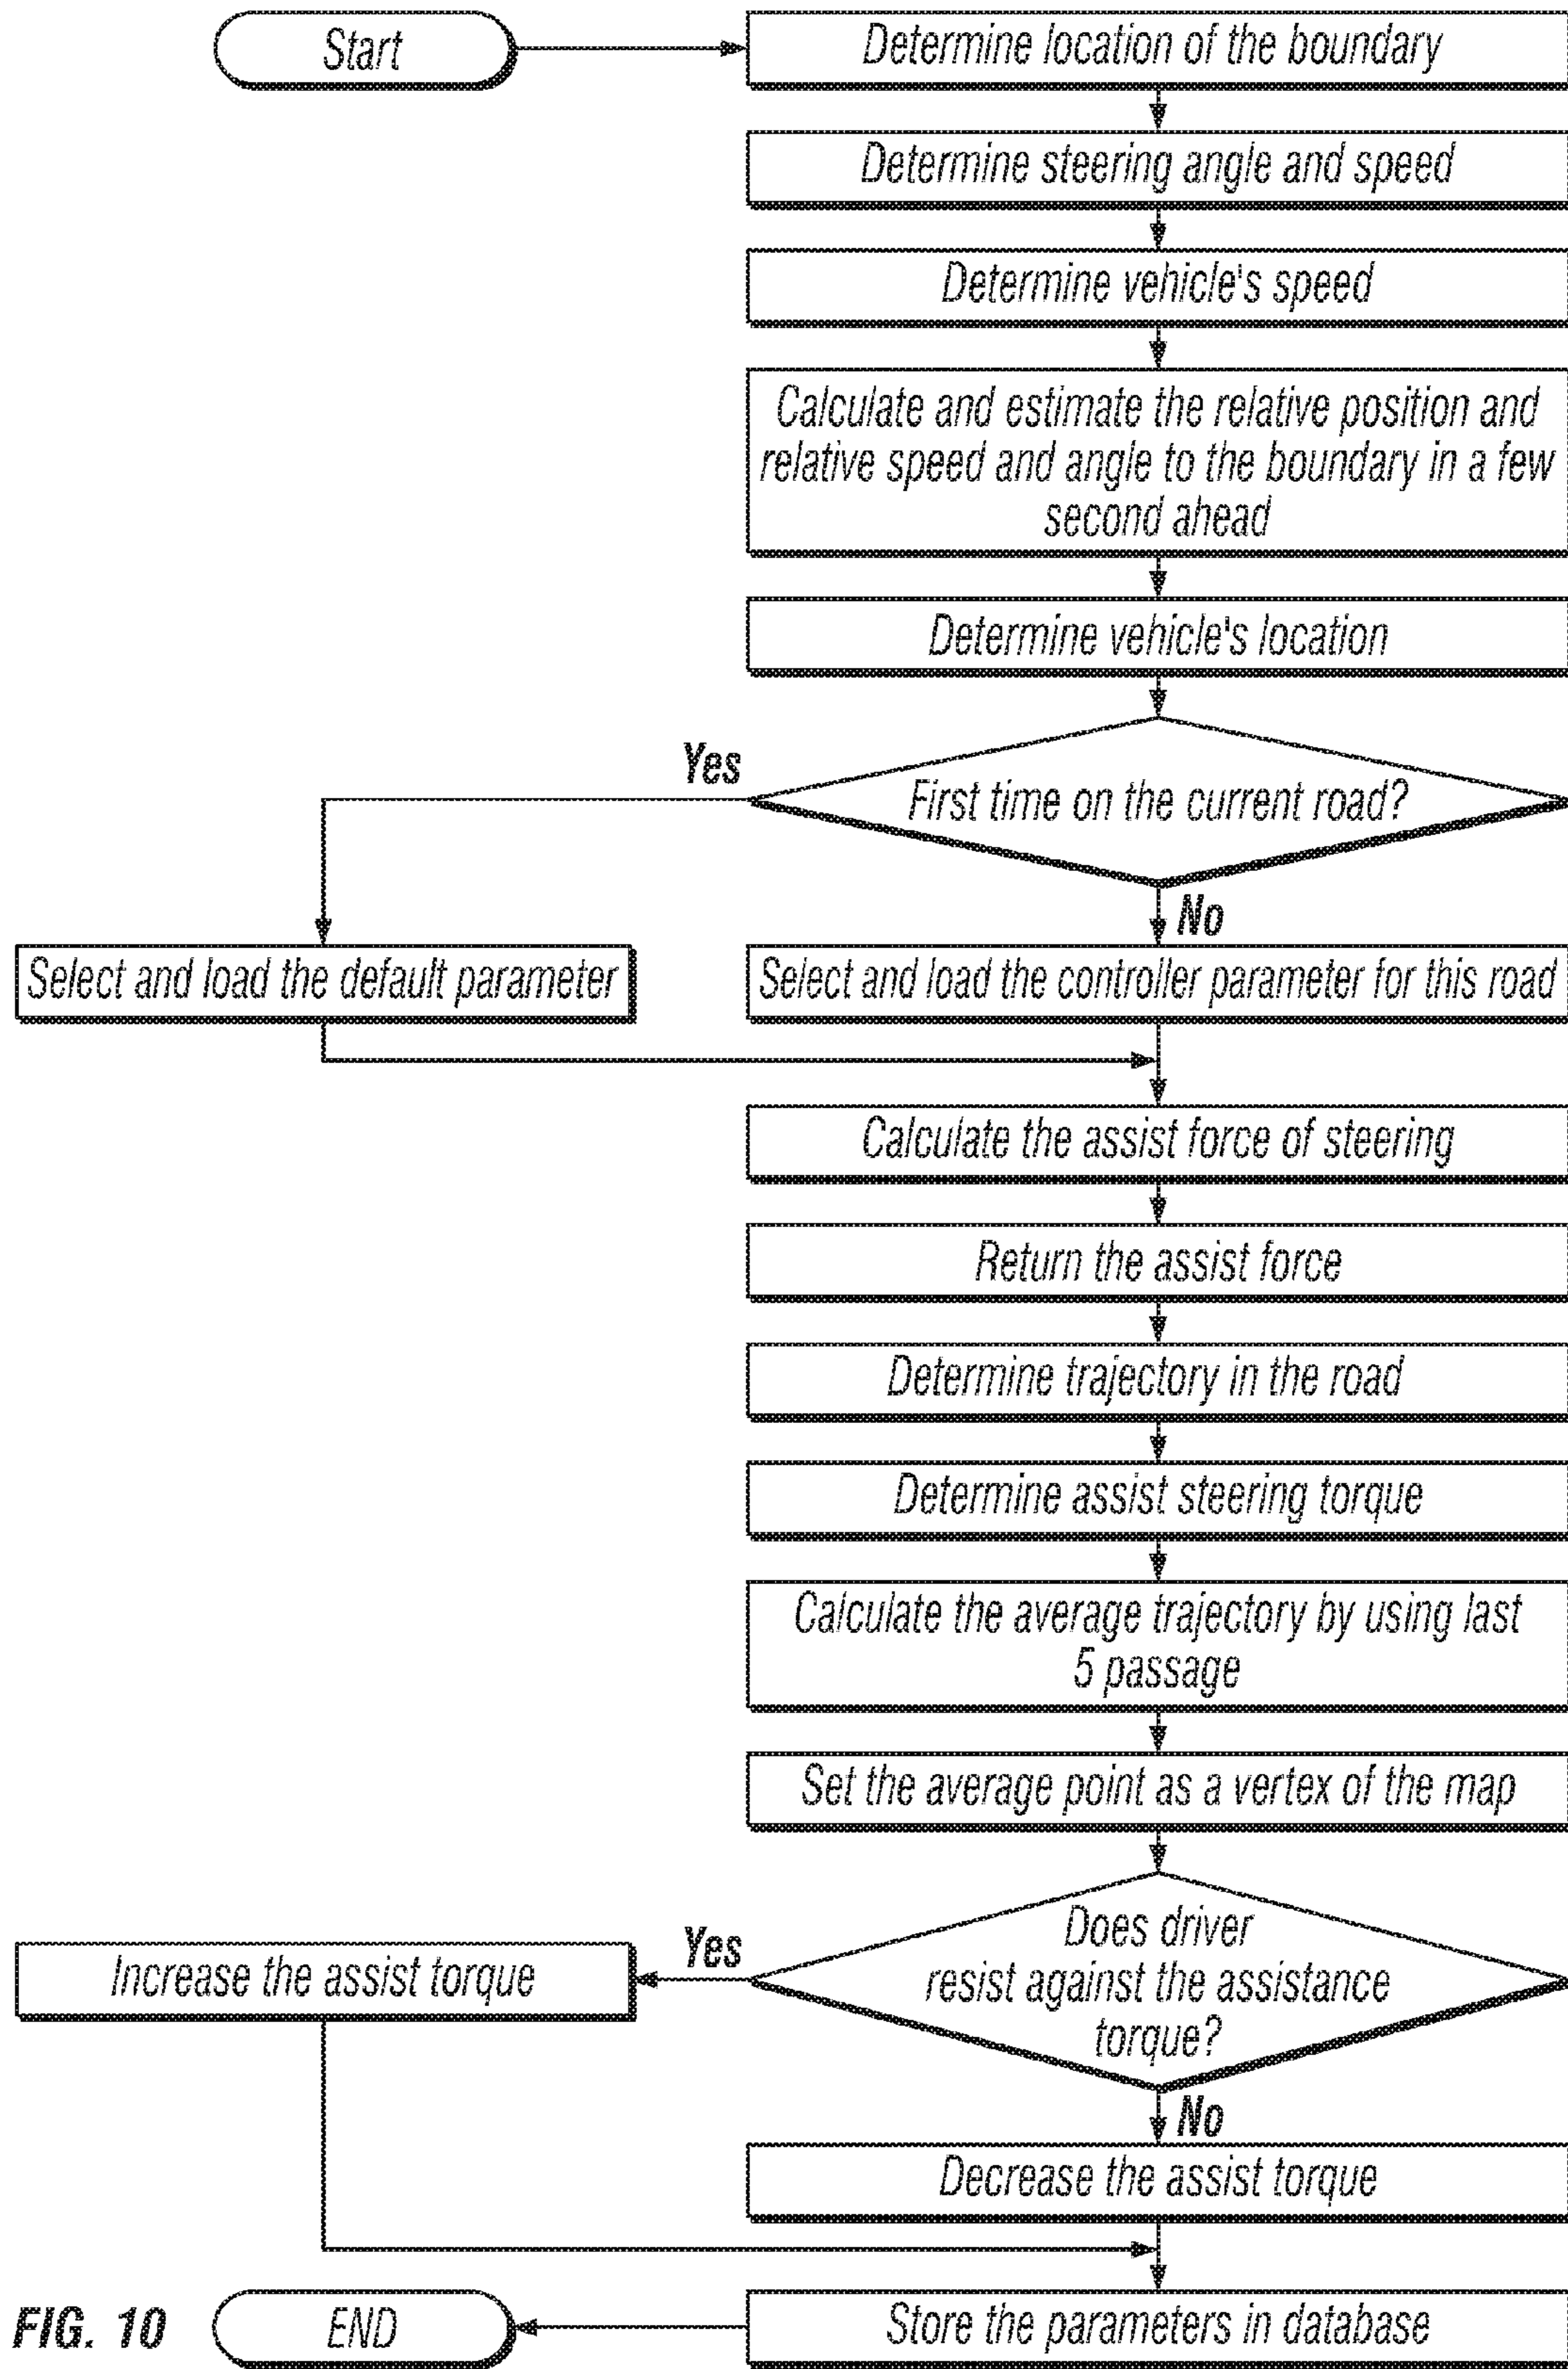 Start
Determine location of the boundary
Determine steering angle and speed
Determine vehicle's speed
Calculate and estimate the relative position and
relative speed and angle to the boundary in a few
second ahead
Determine vehicle's location
Yes
First time on the current road?
No
Select and load the default parameter
Select and load the controller parameter for this road
Calculate the assist force of steering
Return the assist force
Determine trajectory in the road
Determine assist steering torque
Calculate the average trajectory by using last
5 passage
Set the average point as a vertex of the map
Does driver
resist against the assistance
torque?
Yes
Increase the assist torque
No
Decrease the assist torque
Store the parameters in database
END
FIG. 10